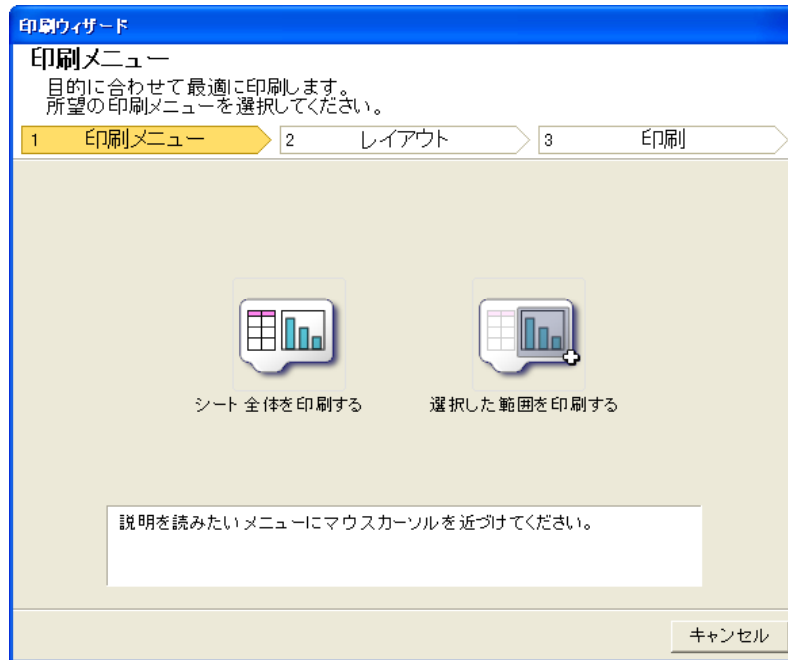 印刷ウィザード
印刷メニュー
目的に合わせて最適に印刷します。
所望の印刷メニューを選択してください。
1 印刷メニュー 2 レイアウト 3 印刷
シート全体を印刷する 選択した範囲を印刷する
説明を読みたいメニューにマウスカーソルを近づけてください。
キャンセル